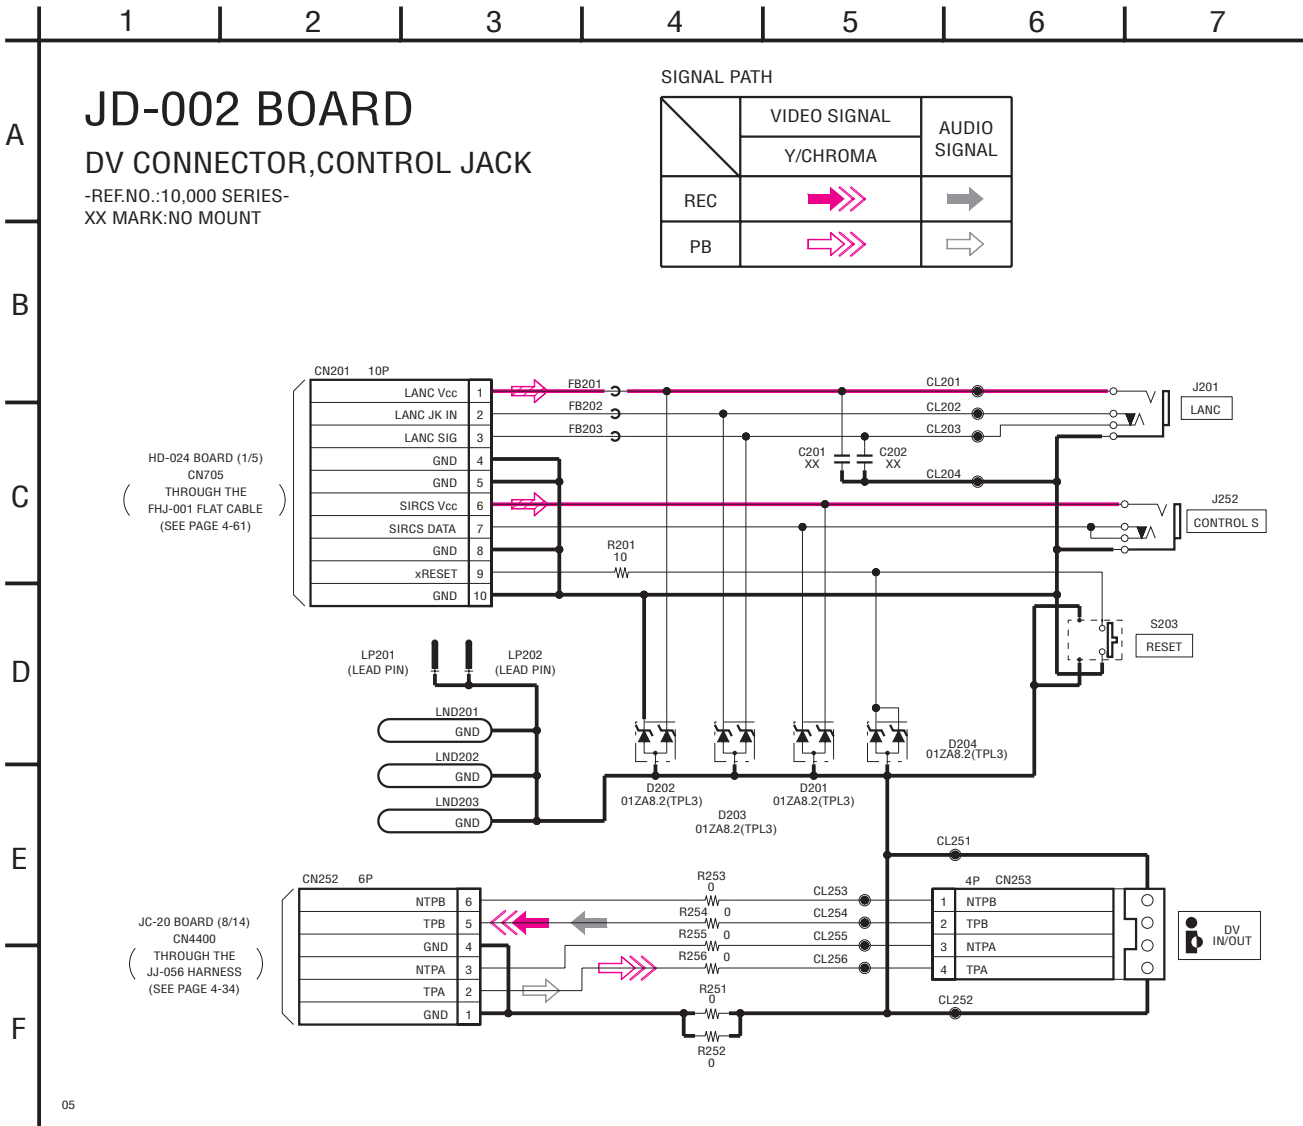 1 2 3 4 5 6 7
A
B
C
D
E
F
JD-002 BOARD
DV CONNECTOR,CONTROL JACK
-REF.NO.:10,000 SERIES-
XX MARK:NO MOUNT
SIGNAL PATH
VIDEO SIGNAL
AUDIO
SIGNAL
Y/CHROMA
REC
PB
CN201 10P
LANC Vcc 1
LANC JK IN 2
LANC SIG 3
GND 4
GND 5
SIRCS Vcc 6
SIRCS DATA 7
GND 8
xRESET 9
GND 10
HD-024 BOARD (1/5)
CN705
THROUGH THE
FHJ-001 FLAT CABLE
(SEE PAGE 4-61)
FB201
FB202
FB203
CL201
CL202
CL203
CL204
C201
XX
C202
XX
J201
LANC
J252
CONTROL S
R201
10
S203
RESET
LP201
(LEAD PIN)
LP202
(LEAD PIN)
LND201
GND
LND202
GND
LND203
GND
D204
01ZA8.2(TPL3)
D202
01ZA8.2(TPL3)
D203
01ZA8.2(TPL3)
D201
01ZA8.2(TPL3)
CN252 6P
NTPB 6
TPB 5
GND 4
NTPA 3
TPA 2
GND 1
JC-20 BOARD (8/14)
CN4400
THROUGH THE
JJ-056 HARNESS
(SEE PAGE 4-34)
R253
0
R254 0
R255 0
R256 0
R251
0
R252
0
CL251
CL253
CL254
CL255
CL256
CL252
4P CN253
1 NTPB
2 TPB
3 NTPA
4 TPA
DV
IN/OUT
05